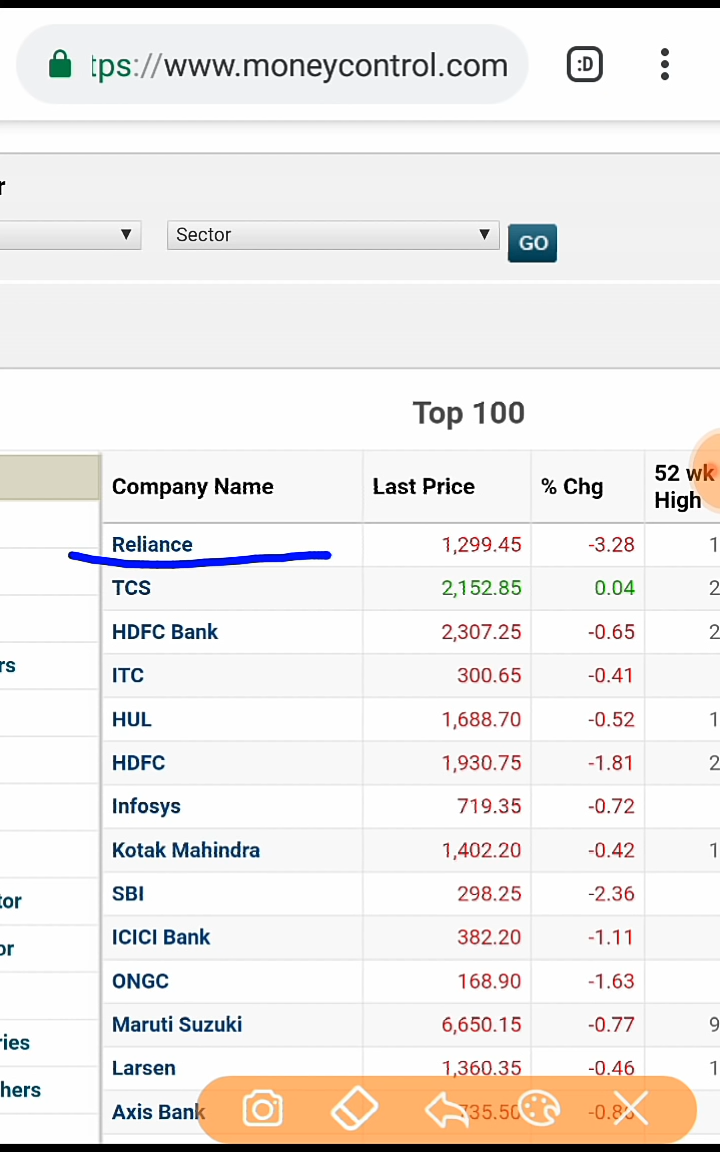 tps://www.moneycontrol.com :D
r
Sector GO
Top 100
Company Name Last Price % Chg 52 wk High
Reliance 1,299.45 -3.28 1
TCS 2,152.85 0.04 2
HDFC Bank 2,307.25 -0.65 2
ITC 300.65 -0.41
HUL 1,688.70 -0.52 1
rs
HDFC 1,930.75 -1.81 2
Infosys 719.35 -0.72
Kotak Mahindra 1,402.20 -0.42 1
tor SBI 298.25 -2.36
or ICICI Bank 382.20 -1.11
ONGC 168.90 -1.63
ries Maruti Suzuki 6,650.15 -0.77 9
Larsen 1,360.35 -0.46 1
hers Axis Bank 735.50